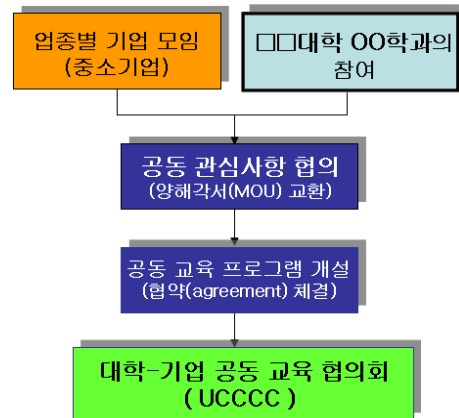 업종별 기업 모임
(중소기업)
□□대학 OO학과의
참여
공동 관심사항 협의
(양해각서(MOU) 교환)
공동 교육 프로그램 개설
(협약(agreement) 체결)
대학-기업 공동 교육 협의회
( UCCCC )